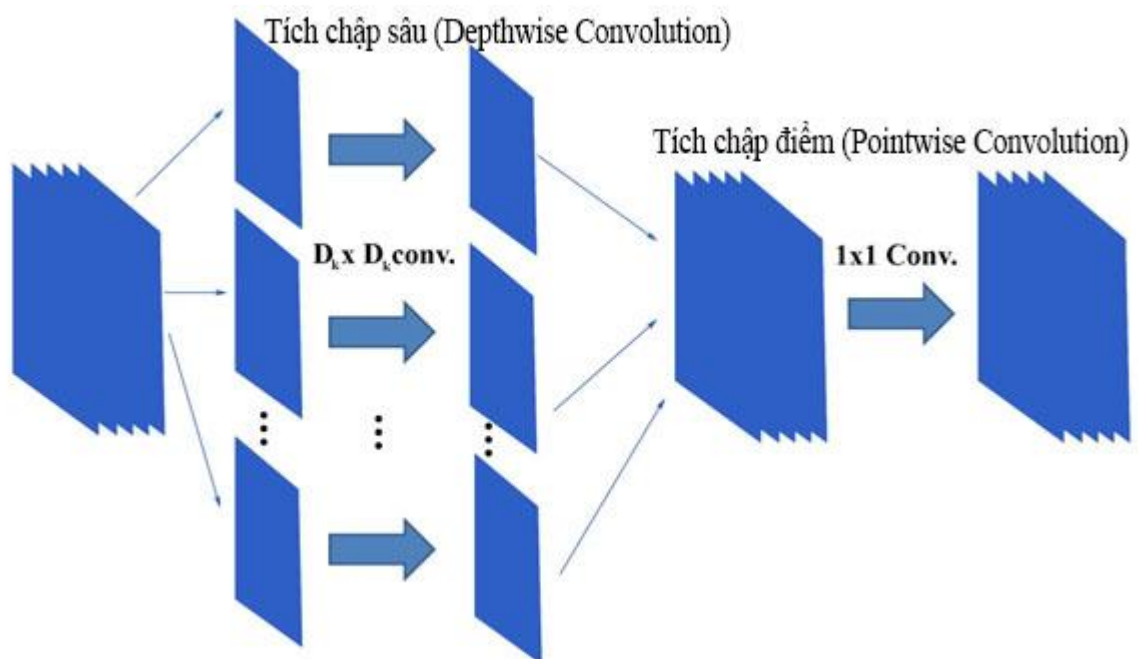 Tích chập sâu (Depthwise Convolution)
Tích chập điểm (Pointwise Convolution)
Dₖ x Dₖ conv.
1x1 Conv.